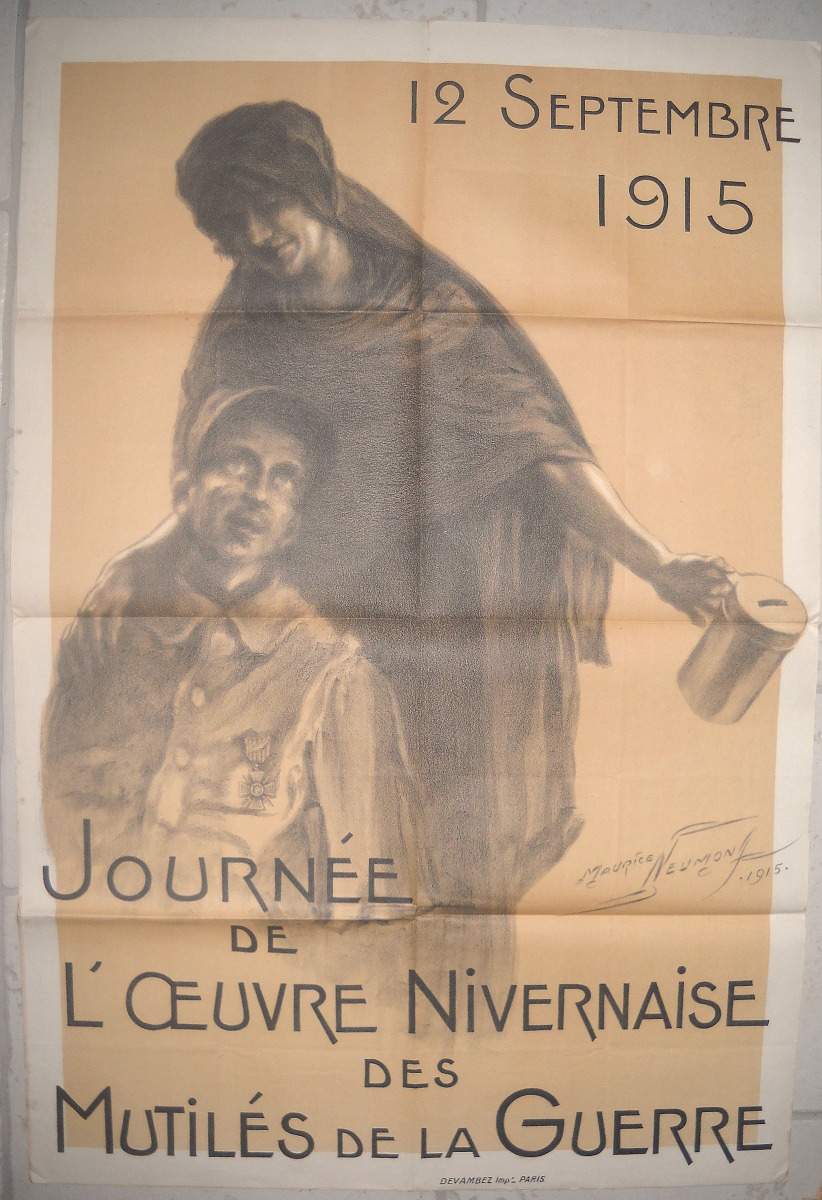 12 Septembre
1915
Maurice Neumont
.1915.
Journée
de
L'Œuvre Nivernaise
des
Mutilés de la Guerre
DEVAMBEZ Impr. PARIS